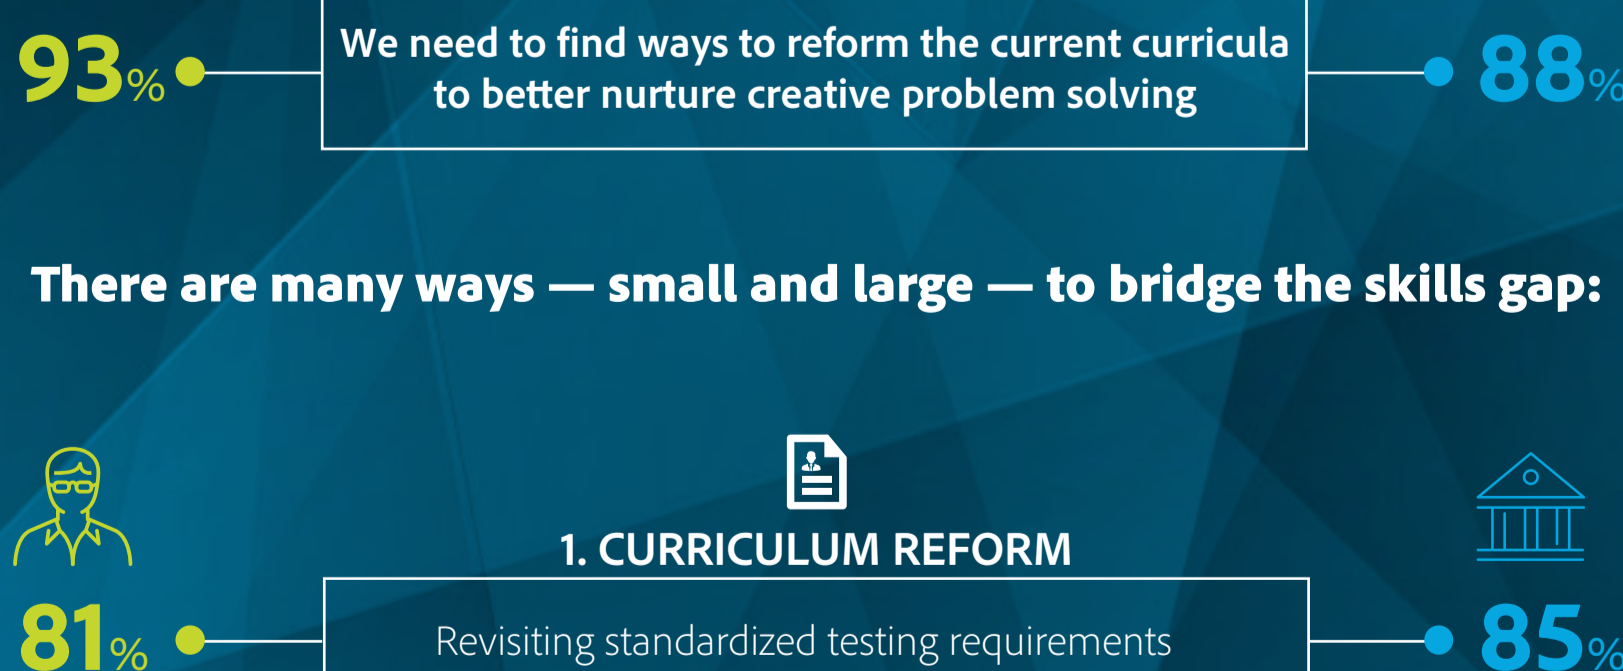 93%
We need to find ways to reform the current curricula
to better nurture creative problem solving
88%
There are many ways — small and large — to bridge the skills gap:
1. CURRICULUM REFORM
81%
Revisiting standardized testing requirements
85%